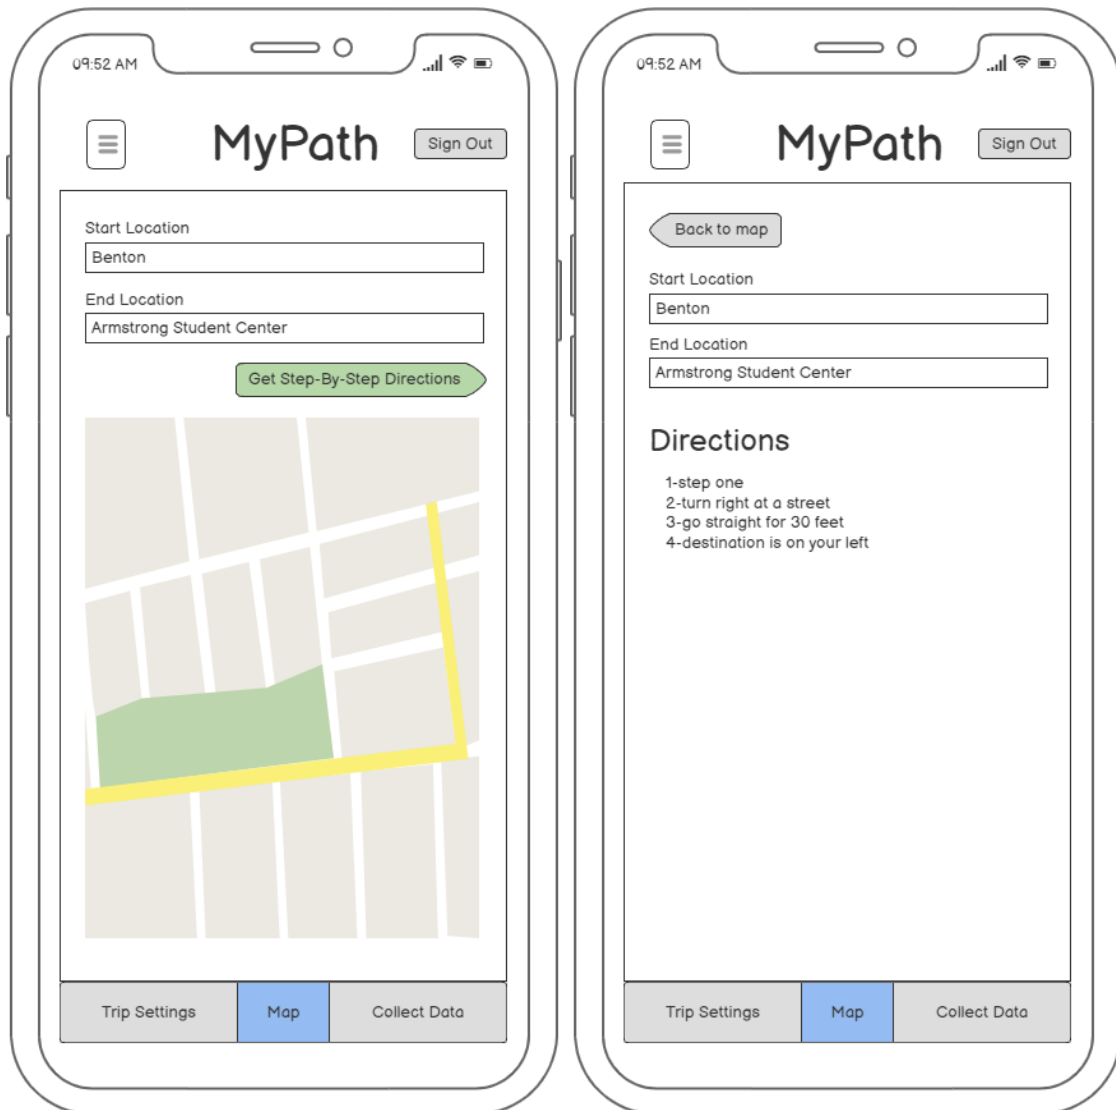 09:52 AM
MyPath
Sign Out
Start Location
Benton
End Location
Armstrong Student Center
Get Step-By-Step Directions
Trip Settings
Map
Collect Data
09:52 AM
MyPath
Sign Out
Back to map
Start Location
Benton
End Location
Armstrong Student Center
Directions
1-step one
2-turn right at a street
3-go straight for 30 feet
4-destination is on your left
Trip Settings
Map
Collect Data